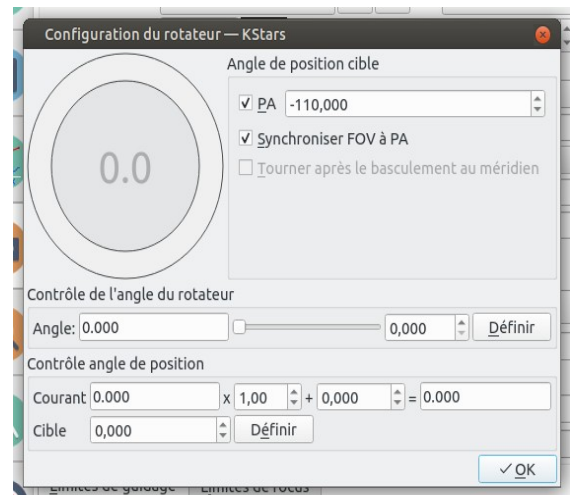 Configuration du rotateur — KStars
Angle de position cible
PA -110,000
Synchroniser FOV à PA
Tourner après le basculement au méridien
0.0
Contrôle de l'angle du rotateur
Angle: 0.000 0,000 Définir
Contrôle angle de position
Courant 0.000 x 1,00 + 0,000 = 0.000
Cible 0,000 Définir
OK
Limites de guidage Limites de focus